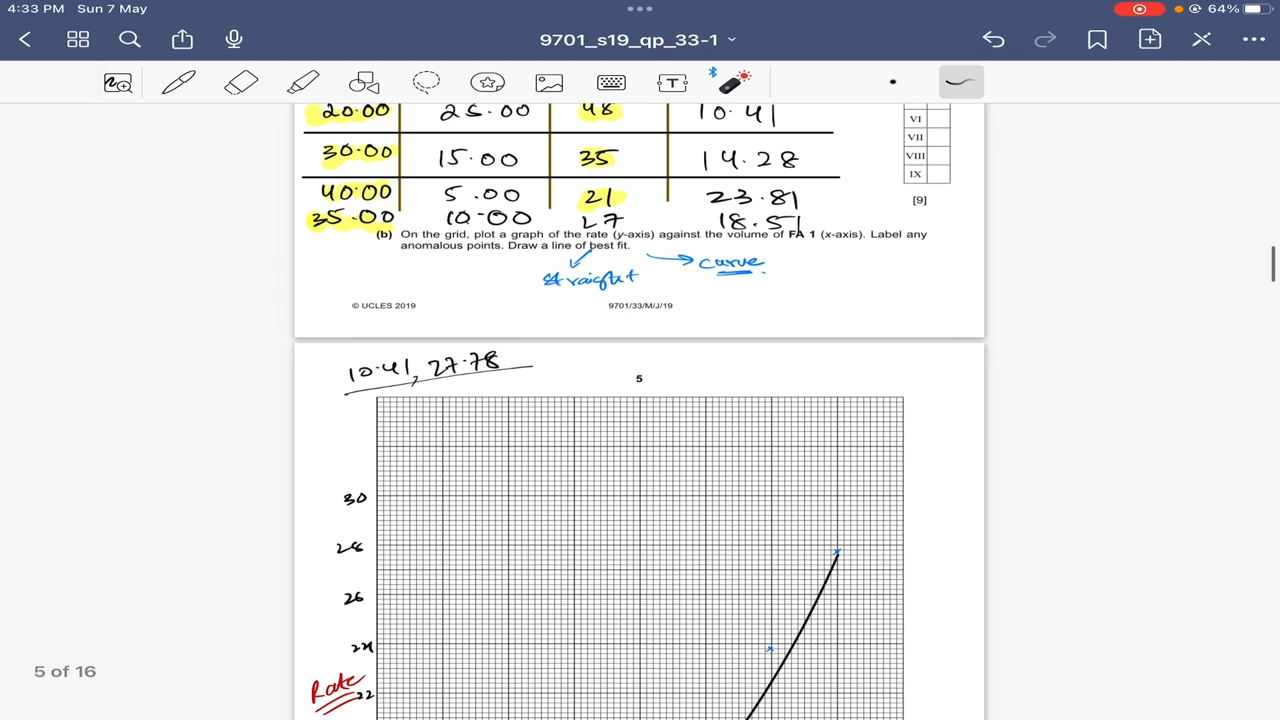 4:33 PM Sun 7 May 64%
9701_s19_qp_33-1
T
20.00 25.00 48 10.41
30.00 15.00 35 14.28
40.00 5.00 21 23.81
35.00 10.00 27 18.51
VI
VII
VIII
IX
[9]
(b) On the grid, plot a graph of the rate (y-axis) against the volume of FA 1 (x-axis). Label any
anomalous points. Draw a line of best fit.
straight curve
© UCLES 2019 9701/33/M/J/19
10.41, 27.78
5
30
28
26
24
Rate 22
5 of 16